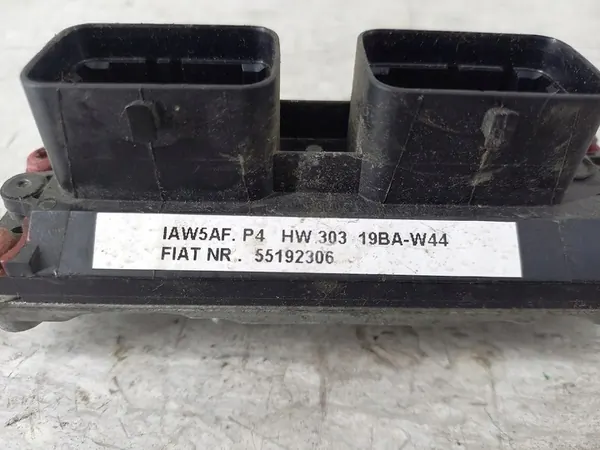 IAW5AF. P4 HW 303 19BA-W44
FIAT NR. 55192306